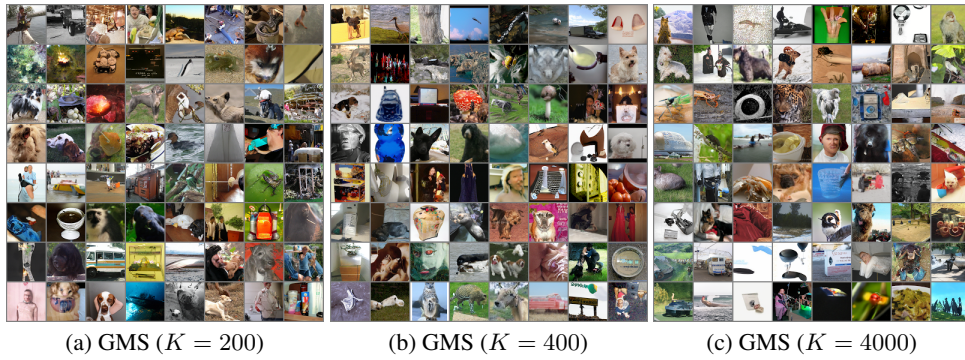 (a) GMS (K = 200)
(b) GMS (K = 400)
(c) GMS (K = 4000)